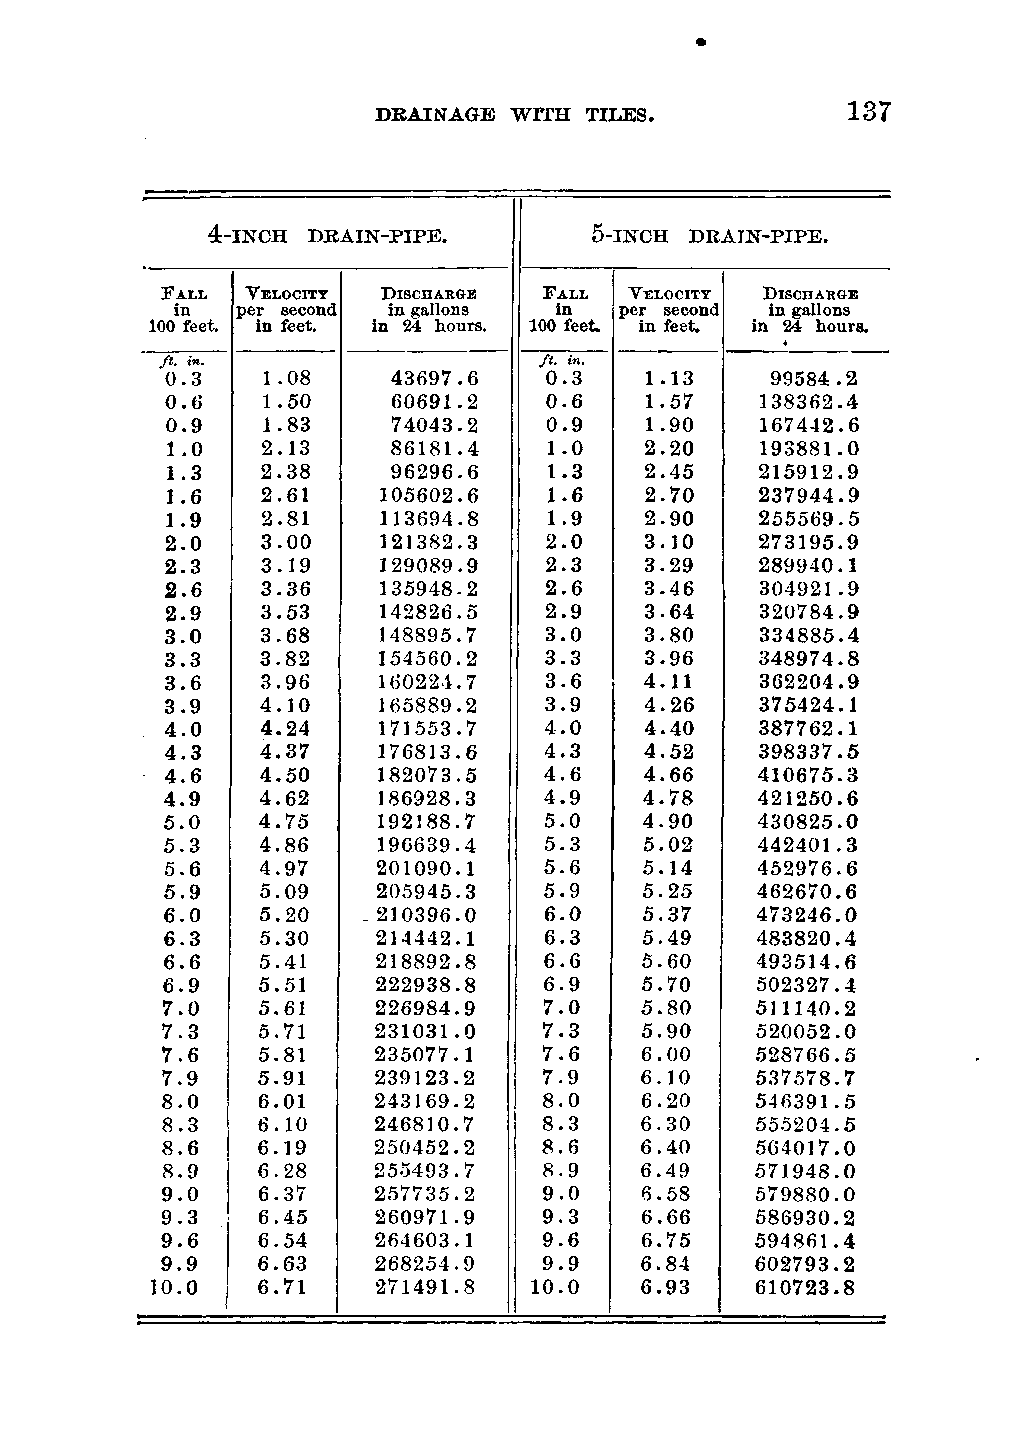 DRAINAGE WITH TILES. 137
4-INCH DRAIN-PIPE. 5-INCH DRAIN-PIPE.
FALL VELOCITY DISCHARGE FALL VELOCITY DISCHARGE
in per second in gallons in per second in gallons
100 feet. in feet. in 24 hours. 100 feet. in feet. in 24 hours.
ft. in. ft. in.
0.3 1.08 43697.6 0.3 1.13 99584.2
0.6 1.50 60691.2 0.6 1.57 138362.4
0.9 1.83 74043.2 0.9 1.90 167442.6
1.0 2.13 86181.4 1.0 2.20 193881.0
1.3 2.38 96296.6 1.3 2.45 215912.9
1.6 2.61 105602.6 1.6 2.70 237944.9
1.9 2.81 113694.8 1.9 2.90 255569.5
2.0 3.00 121382.3 2.0 3.10 273195.9
2.3 3.19 129089.9 2.3 3.29 289940.1
2.6 3.36 135948.2 2.6 3.46 304921.9
2.9 3.53 142826.5 2.9 3.64 320784.9
3.0 3.68 148895.7 3.0 3.80 334885.4
3.3 3.82 154560.2 3.3 3.96 348974.8
3.6 3.96 160224.7 3.6 4.11 362204.9
3.9 4.10 165889.2 3.9 4.26 375424.1
4.0 4.24 171553.7 4.0 4.40 387762.1
4.3 4.37 176813.6 4.3 4.52 398337.5
4.6 4.50 182073.5 4.6 4.66 410675.3
4.9 4.62 186928.3 4.9 4.78 421250.6
5.0 4.75 192188.7 5.0 4.90 430825.0
5.3 4.86 196639.4 5.3 5.02 442401.3
5.6 4.97 201090.1 5.6 5.14 452976.6
5.9 5.09 205945.3 5.9 5.25 462670.6
6.0 5.20 210396.0 6.0 5.37 473246.0
6.3 5.30 214442.1 6.3 5.49 483820.4
6.6 5.41 218892.8 6.6 5.60 493514.6
6.9 5.51 222938.8 6.9 5.70 502327.4
7.0 5.61 226984.9 7.0 5.80 511140.2
7.3 5.71 231031.0 7.3 5.90 520052.0
7.6 5.81 235077.1 7.6 6.00 528766.5
7.9 5.91 239123.2 7.9 6.10 537578.7
8.0 6.01 243169.2 8.0 6.20 546391.5
8.3 6.10 246810.7 8.3 6.30 555204.5
8.6 6.19 250452.2 8.6 6.40 564017.0
8.9 6.28 255493.7 8.9 6.49 571948.0
9.0 6.37 257735.2 9.0 6.58 579880.0
9.3 6.45 260971.9 9.3 6.66 586930.2
9.6 6.54 264603.1 9.6 6.75 594861.4
9.9 6.63 268254.9 9.9 6.84 602793.2
10.0 6.71 271491.8 10.0 6.93 610723.8